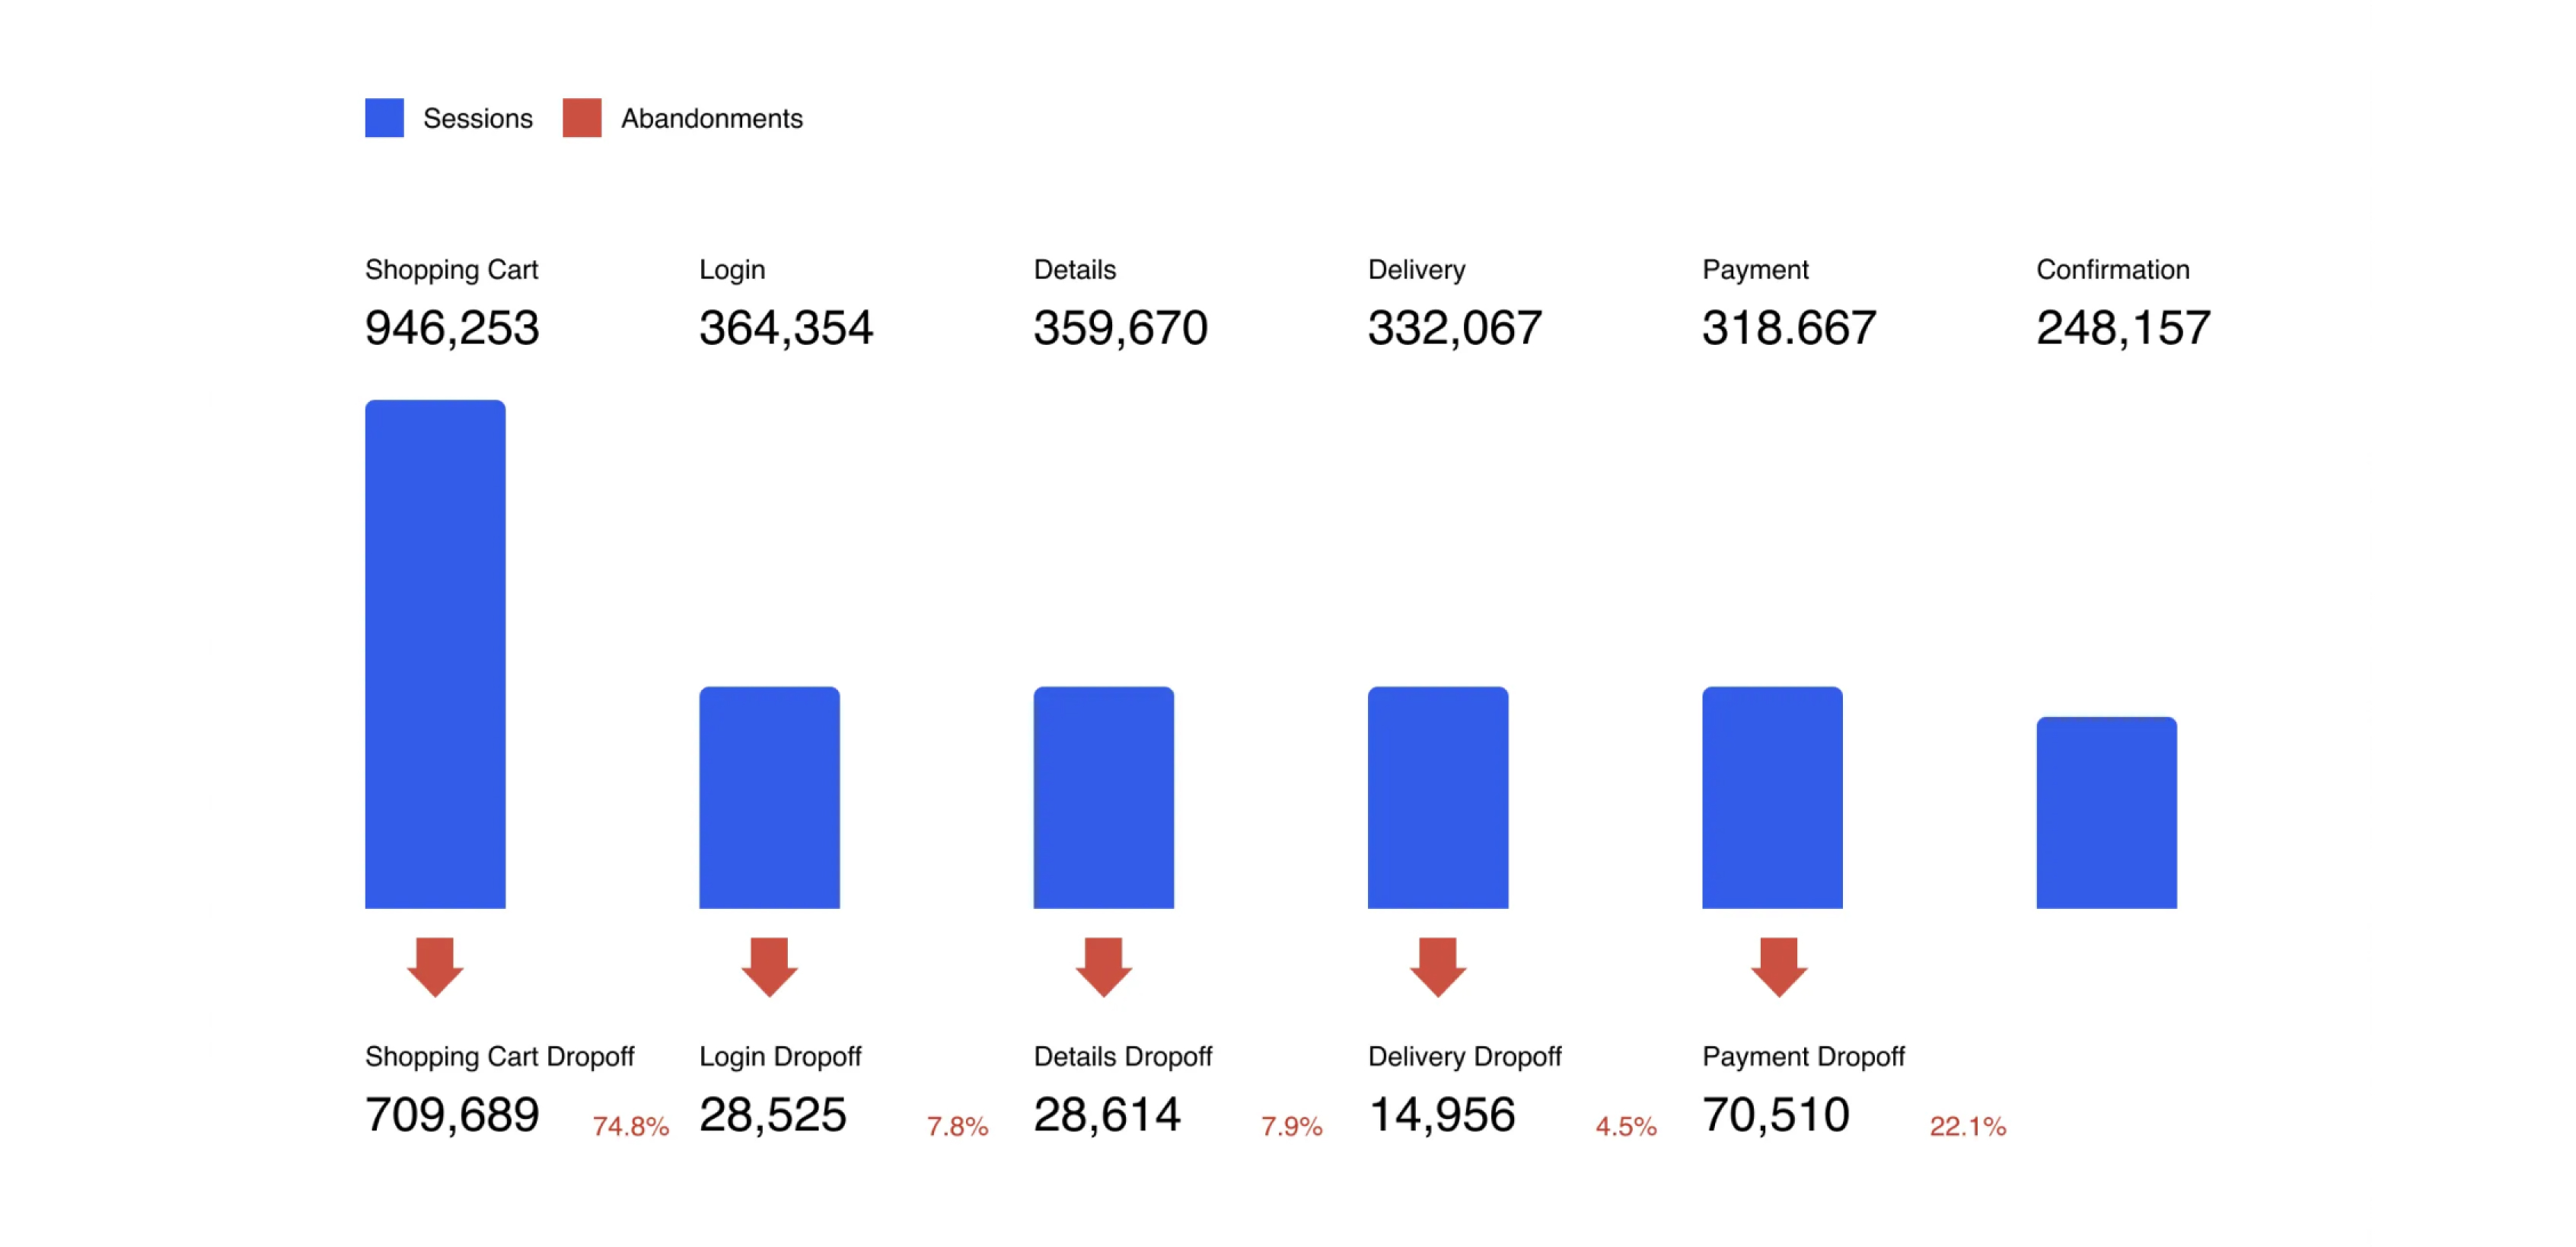 Sessions Abandonments
Shopping Cart Login Details Delivery Payment Confirmation
946,253 364,354 359,670 332,067 318.667 248,157
Shopping Cart Dropoff Login Dropoff Details Dropoff Delivery Dropoff Payment Dropoff
709,689 74.8% 28,525 7.8% 28,614 7.9% 14,956 4.5% 70,510 22.1%